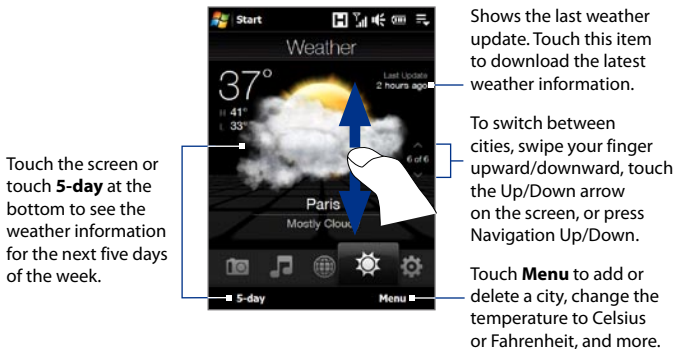 Start
Weather
37°
H 41°
L 33°
Last Update
2 hours ago
6 of 6
Paris
Mostly Cloud
5-day
Menu
Touch the screen or
touch 5-day at the
bottom to see the
weather information
for the next five days
of the week.
Shows the last weather
update. Touch this item
to download the latest
weather information.
To switch between
cities, swipe your finger
upward/downward, touch
the Up/Down arrow
on the screen, or press
Navigation Up/Down.
Touch Menu to add or
delete a city, change the
temperature to Celsius
or Fahrenheit, and more.